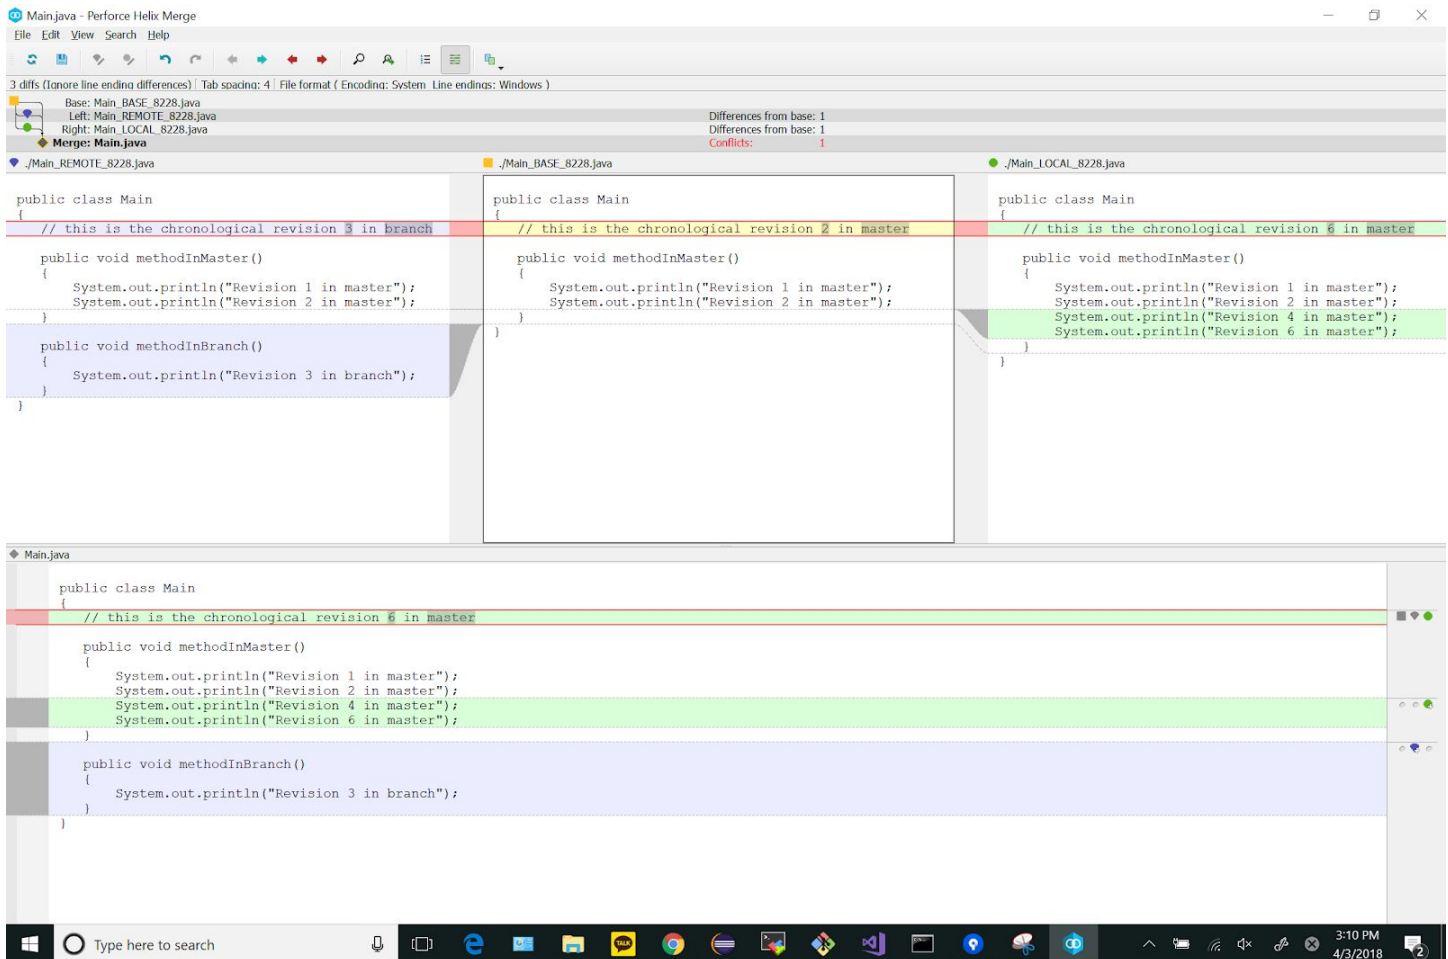 Main.java - Perforce Helix Merge
File Edit View Search Help
3 diffs (Ignore line ending differences) Tab spacing: 4 File format ( Encoding: System Line endings: Windows )
Base: Main_BASE_8228.java
Left: Main_REMOTE_8228.java Differences from base: 1
Right: Main_LOCAL_8228.java Differences from base: 1
Merge: Main.java Conflicts: 1
./Main_REMOTE_8228.java
public class Main
{
// this is the chronological revision 3 in branch
public void methodInMaster()
{
System.out.println("Revision 1 in master");
System.out.println("Revision 2 in master");
}
public void methodInBranch()
{
System.out.println("Revision 3 in branch");
}
}
./Main_BASE_8228.java
public class Main
{
// this is the chronological revision 2 in master
public void methodInMaster()
{
System.out.println("Revision 1 in master");
System.out.println("Revision 2 in master");
}
}
./Main_LOCAL_8228.java
public class Main
{
// this is the chronological revision 6 in master
public void methodInMaster()
{
System.out.println("Revision 1 in master");
System.out.println("Revision 2 in master");
System.out.println("Revision 4 in master");
System.out.println("Revision 6 in master");
}
}
Main.java
public class Main
{
// this is the chronological revision 6 in master
public void methodInMaster()
{
System.out.println("Revision 1 in master");
System.out.println("Revision 2 in master");
System.out.println("Revision 4 in master");
System.out.println("Revision 6 in master");
}
public void methodInBranch()
{
System.out.println("Revision 3 in branch");
}
}
Type here to search
TALK
3:10 PM
4/3/2018
2